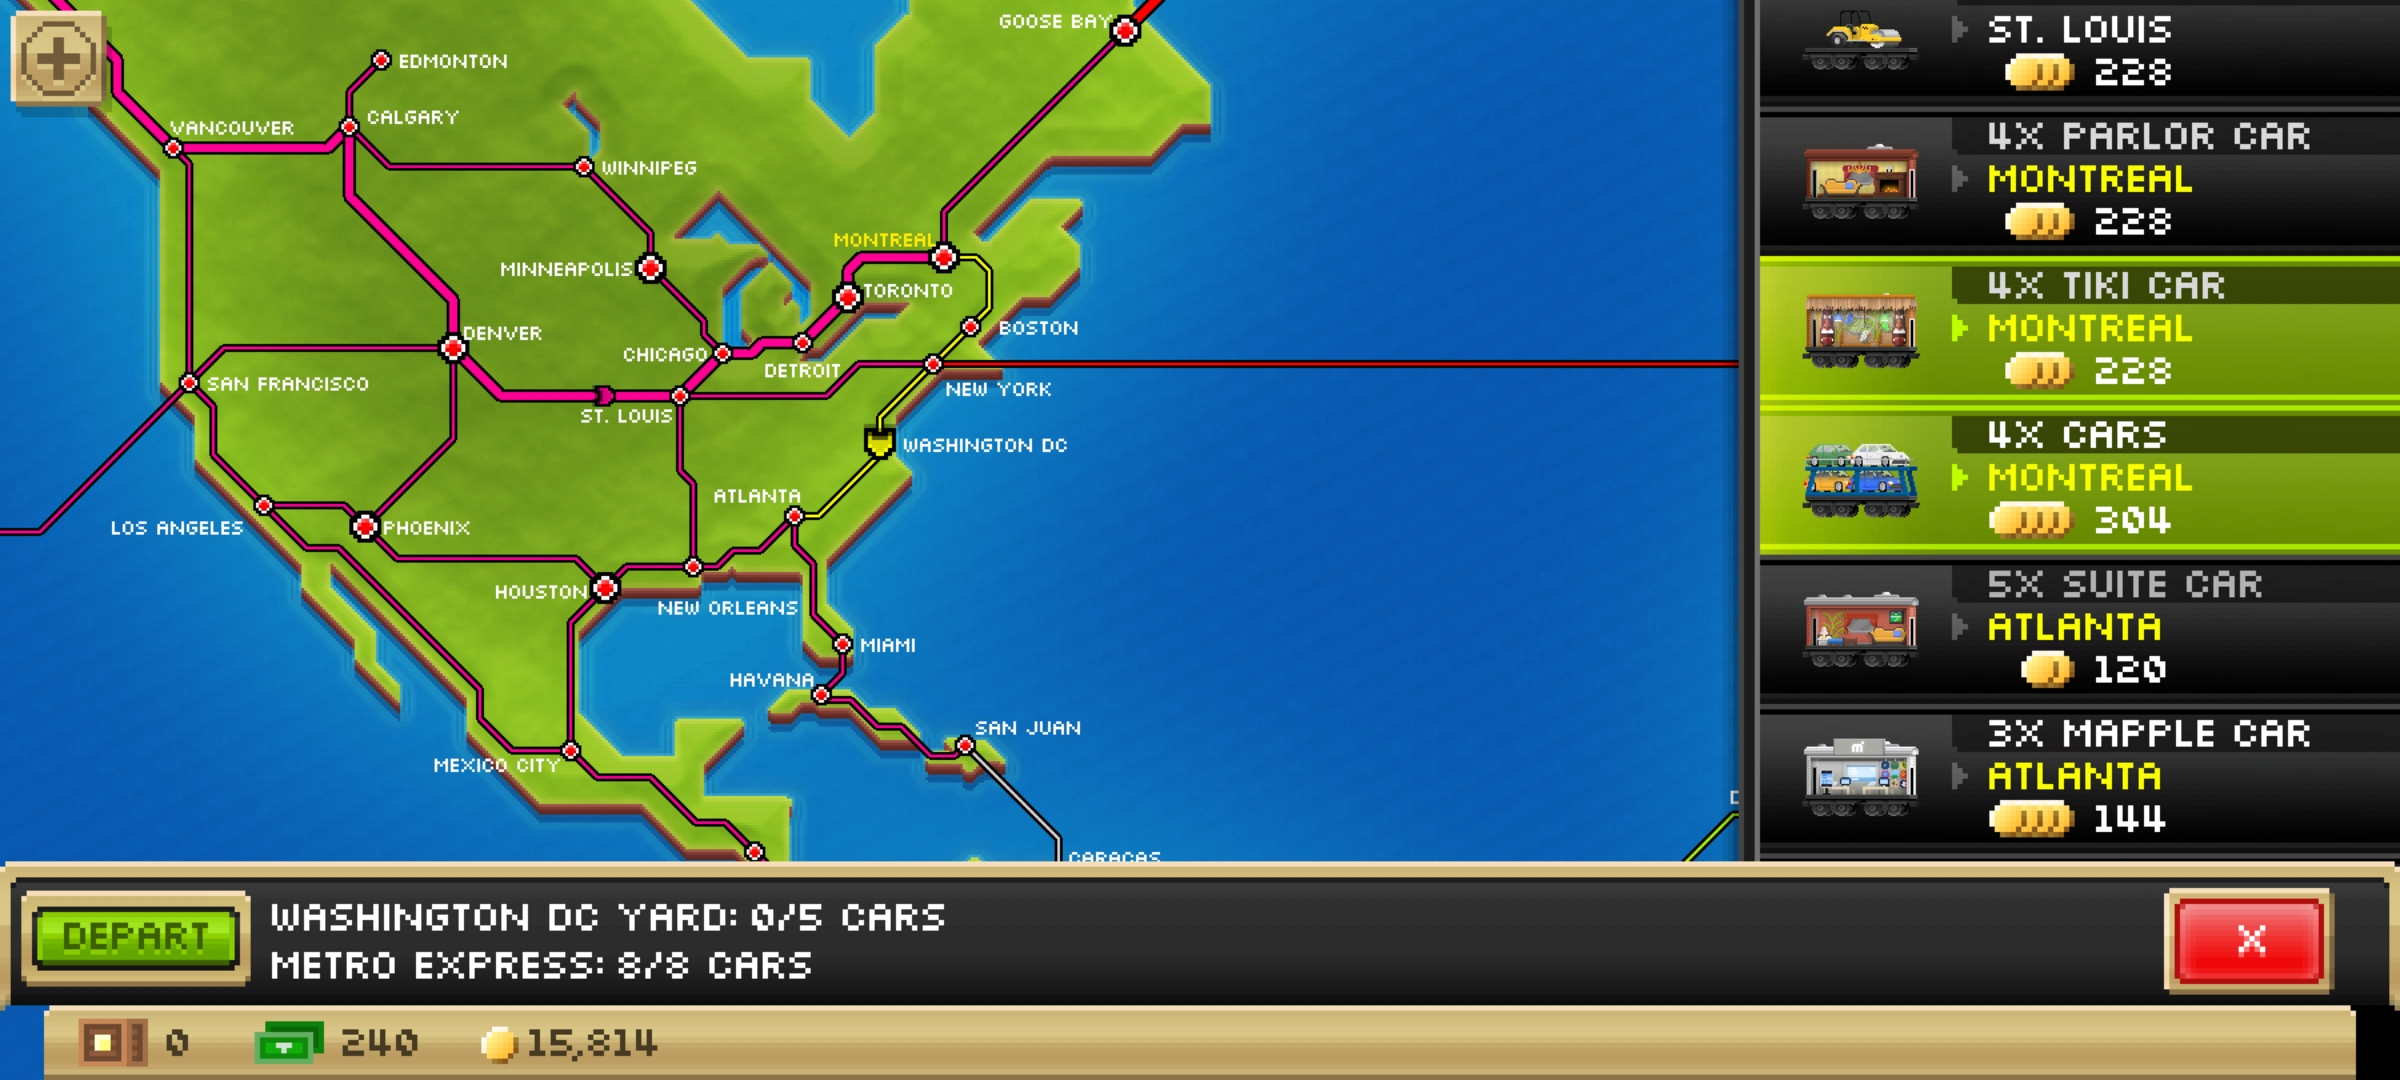 GOOSE BAY
EDMONTON
CALGARY
VANCOUVER
WINNIPEG
MONTREAL
MINNEAPOLIS
TORONTO
BOSTON
DENVER
CHICAGO
DETROIT
SAN FRANCISCO
NEW YORK
ST. LOUIS
WASHINGTON DC
ATLANTA
LOS ANGELES
PHOENIX
HOUSTON
NEW ORLEANS
MIAMI
HAVANA
SAN JUAN
MEXICO CITY
CARACAS
ST. LOUIS
228
4X PARLOR CAR
MONTREAL
228
4X TIKI CAR
MONTREAL
228
4X CARS
MONTREAL
304
5X SUITE CAR
ATLANTA
120
3X MAPPLE CAR
ATLANTA
144
DEPART
WASHINGTON DC YARD: 0/5 CARS
METRO EXPRESS: 8/8 CARS
X
0
240
15,814